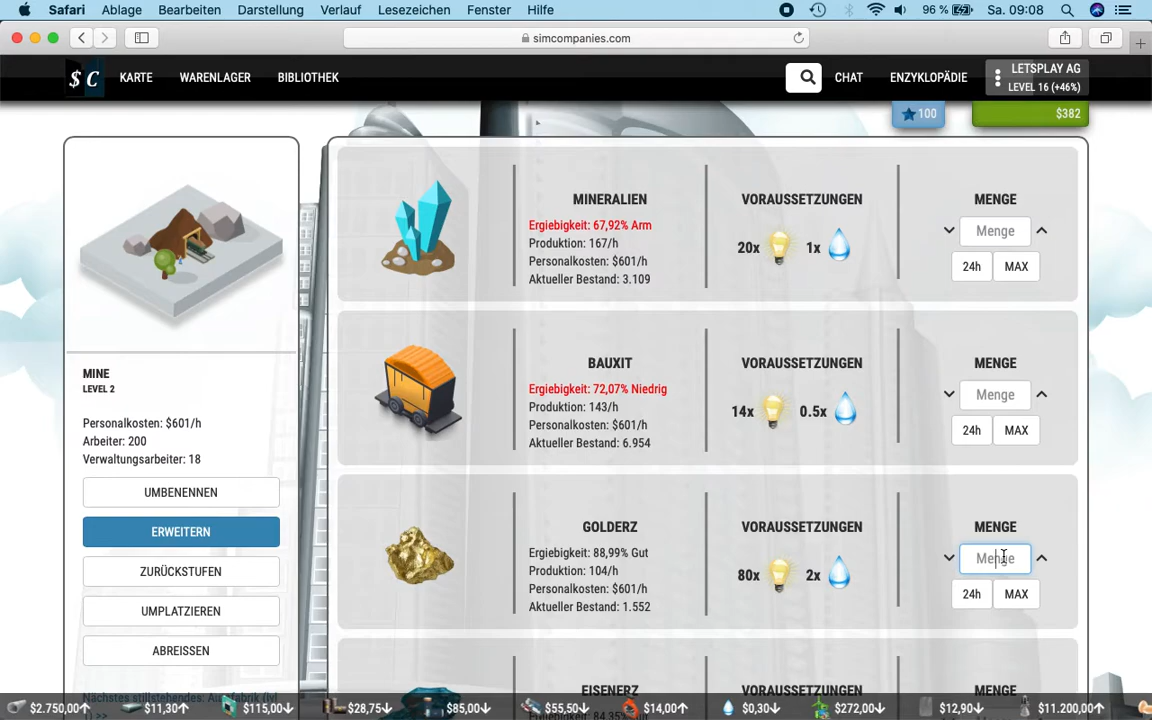 Safari Ablage Bearbeiten Darstellung Verlauf Lesezeichen Fenster Hilfe 96 % Sa. 09:08
simcompanies.com
$C KARTE WARENLAGER BIBLIOTHEK CHAT ENZYKLOPÄDIE LETSPLAY AG
LEVEL 16 (+46%)
100 $382
MINE
LEVEL 2
Personalkosten: $601/h
Arbeiter: 200
Verwaltungsarbeiter: 18
UMBENENNEN
ERWEITERN
ZURÜCKSTUFEN
UMPLATZIEREN
ABREISSEN
MINERALIEN
Ergiebigkeit: 67,92% Arm
Produktion: 167/h
Personalkosten: $601/h
Aktueller Bestand: 3.109
VORAUSSETZUNGEN
20x 1x
MENGE
Menge
24h MAX
BAUXIT
Ergiebigkeit: 72,07% Niedrig
Produktion: 143/h
Personalkosten: $601/h
Aktueller Bestand: 6.954
VORAUSSETZUNGEN
14x 0.5x
MENGE
Menge
24h MAX
GOLDERZ
Ergiebigkeit: 88,99% Gut
Produktion: 104/h
Personalkosten: $601/h
Aktueller Bestand: 1.552
VORAUSSETZUNGEN
80x 2x
MENGE
Menge
24h MAX
EISENERZ
VORAUSSETZUNGEN
MENGE
$2.750,00↑ $11,30↑ $115,00↓ $28,75↓ $85,00↓ $55,50↓ $14,00↑ $0,30↓ $272,00↓ $12,90↓ $11.200,00↑